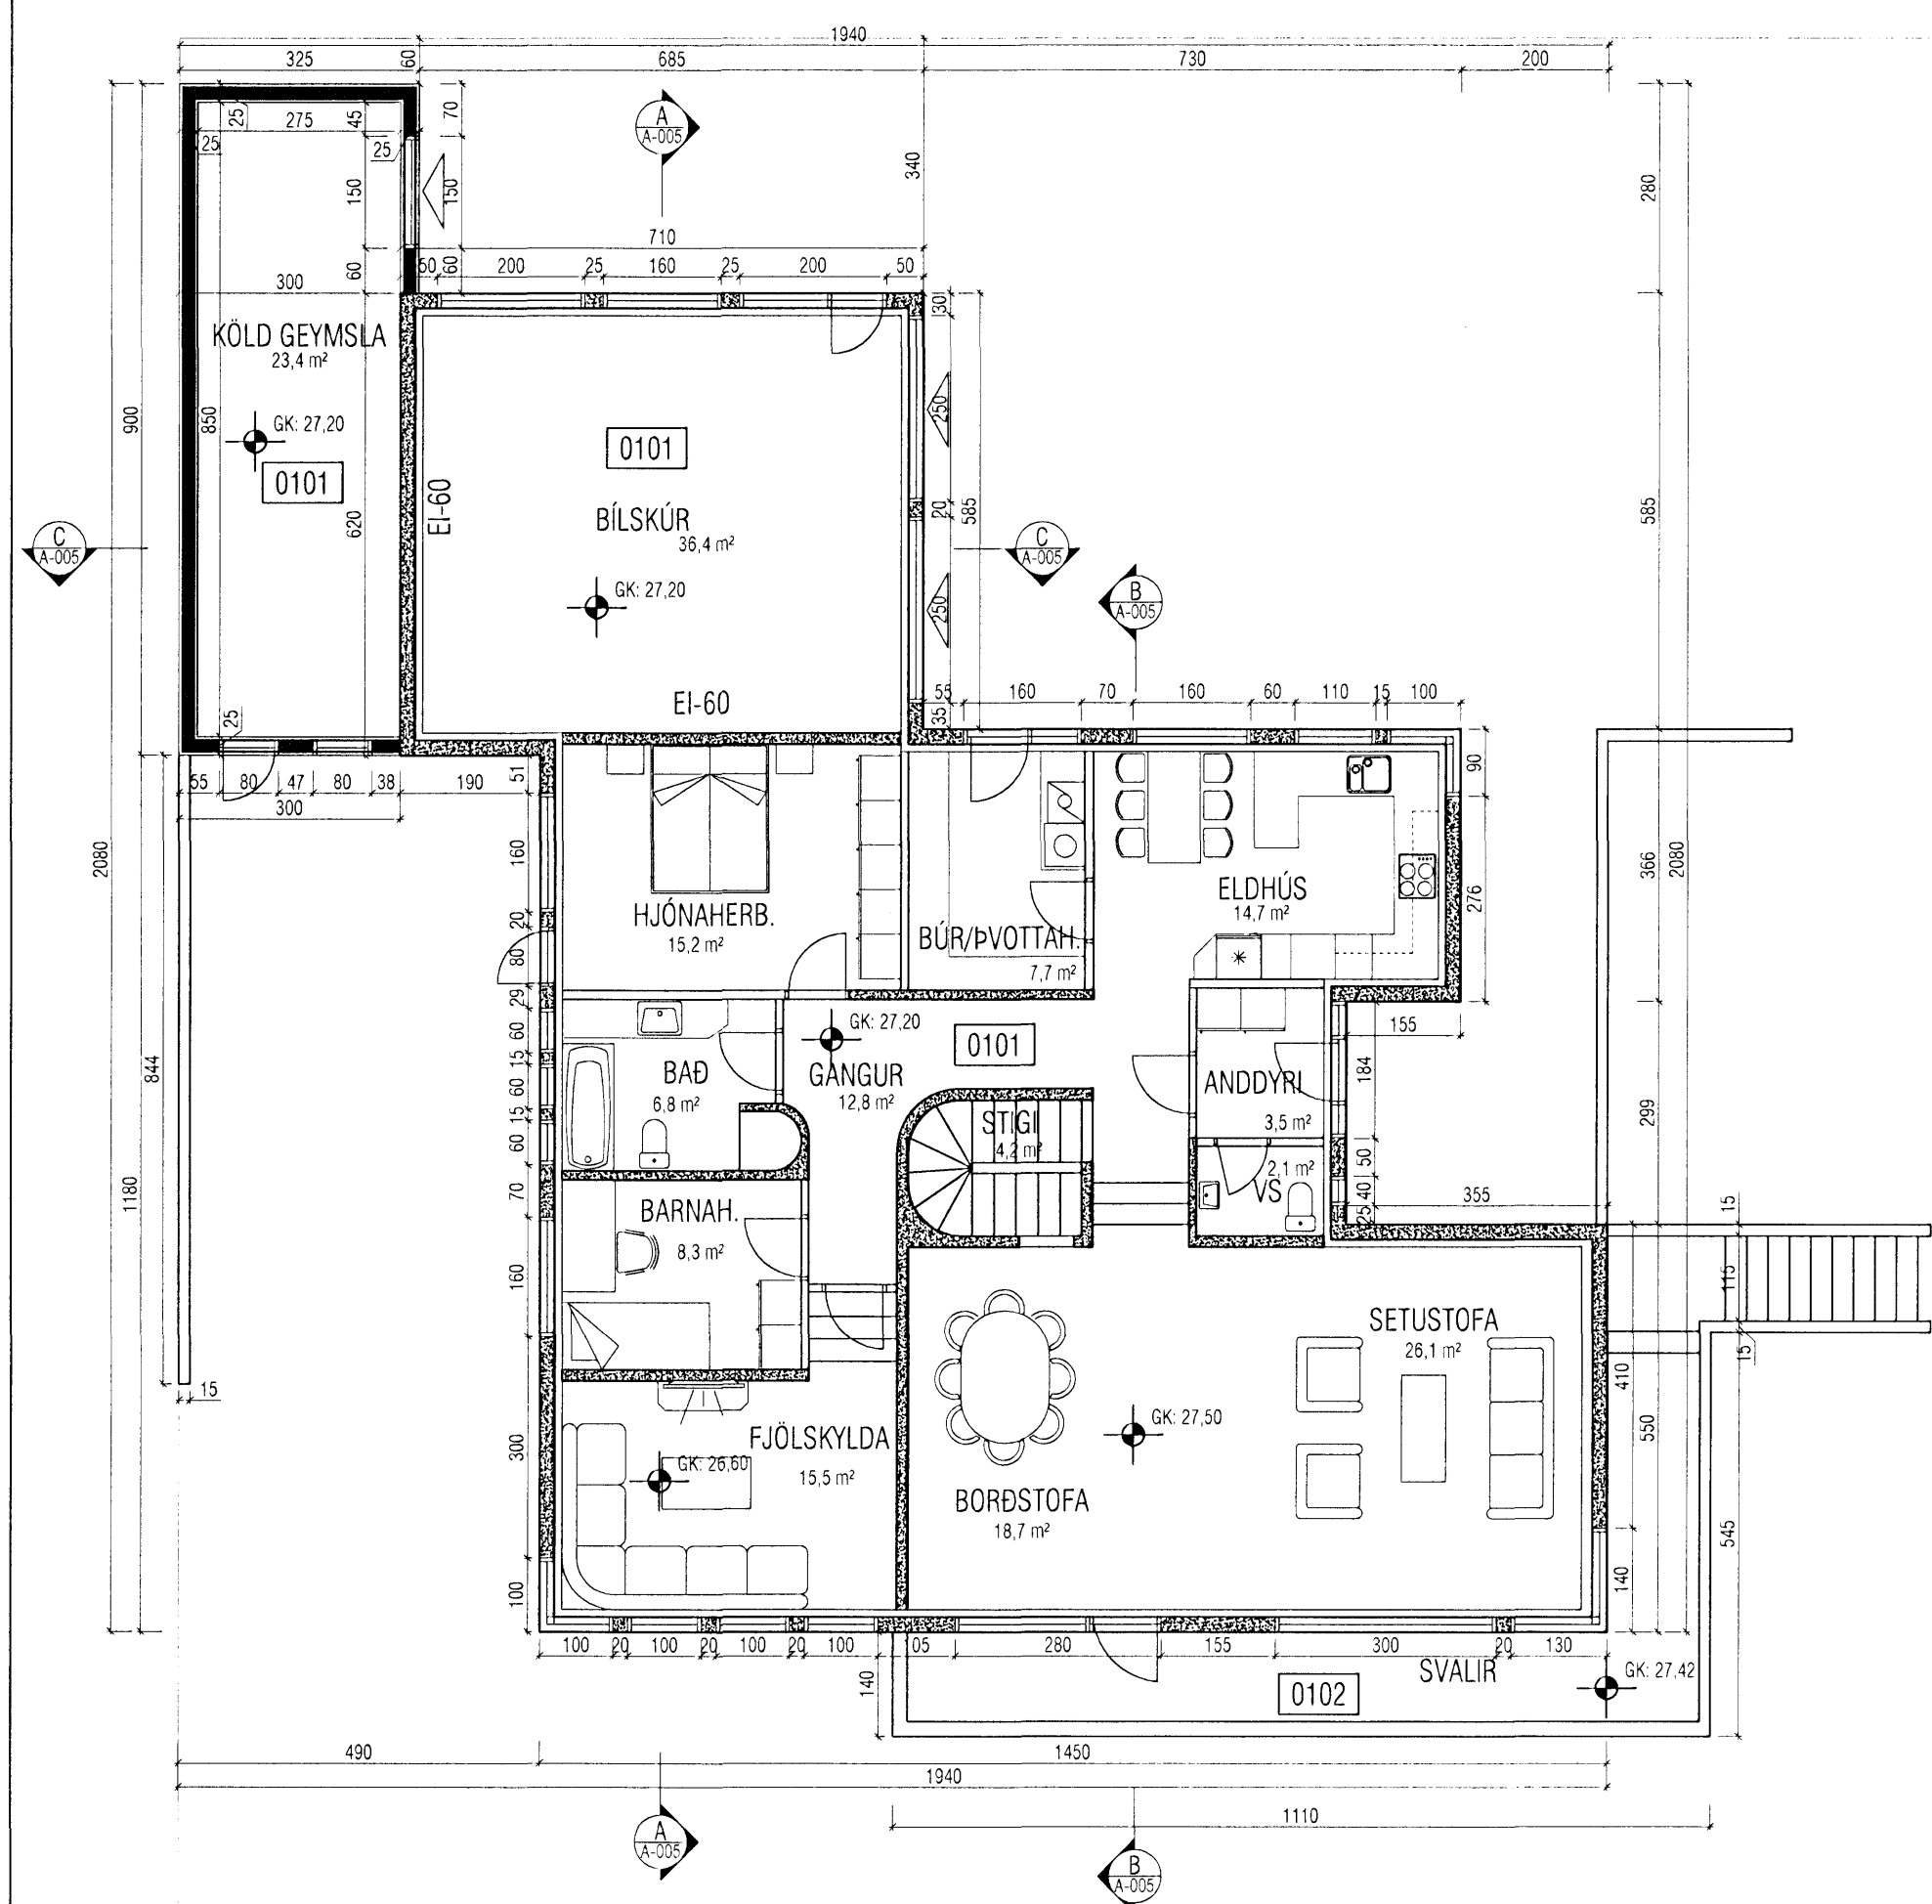 1940
325
60
685
730
200
25
275
45
70
25
25
A
A-005
340
280
150
150
710
60
50
60
200
25
160
25
200
50
300
30
KÖLD GEYMSLA
23,4 m²
900
850
GK: 27,20
0101
0101
250
EI-60
BÍLSKÚR
36,4 m²
620
20
585
585
C
A-005
C
A-005
GK: 27,20
250
B
A-005
EI-60
25
55
35
160
70
160
60
110
15
100
55
80
47
80
38
190
51
90
300
2080
160
366
2080
ELDHÚS
14,7 m²
276
HJÓNAHERB.
15,2 m²
20
BÚR/ÞVOTTAH.
7,7 m²
80
29
GK: 27,20
0101
155
60
844
15
BAÐ
6,8 m²
GANGUR
12,8 m²
ANDDYRI
3,5 m²
184
60
15
STIGI
4,2 m²
299
60
2,1 m²
VS
50
40
25
1180
70
355
15
BARNAH.
8,3 m²
160
115
SETUSTOFA
26,1 m²
15
15
410
GK: 27,50
550
FJÖLSKYLDA
15,5 m²
GK: 26,60
300
BORÐSTOFA
18,7 m²
545
140
100
100
20
100
20
100
20
100
05
280
155
300
20
130
140
SVALIR
GK: 27,42
0102
490
1450
1940
1110
A
A-005
B
A-005